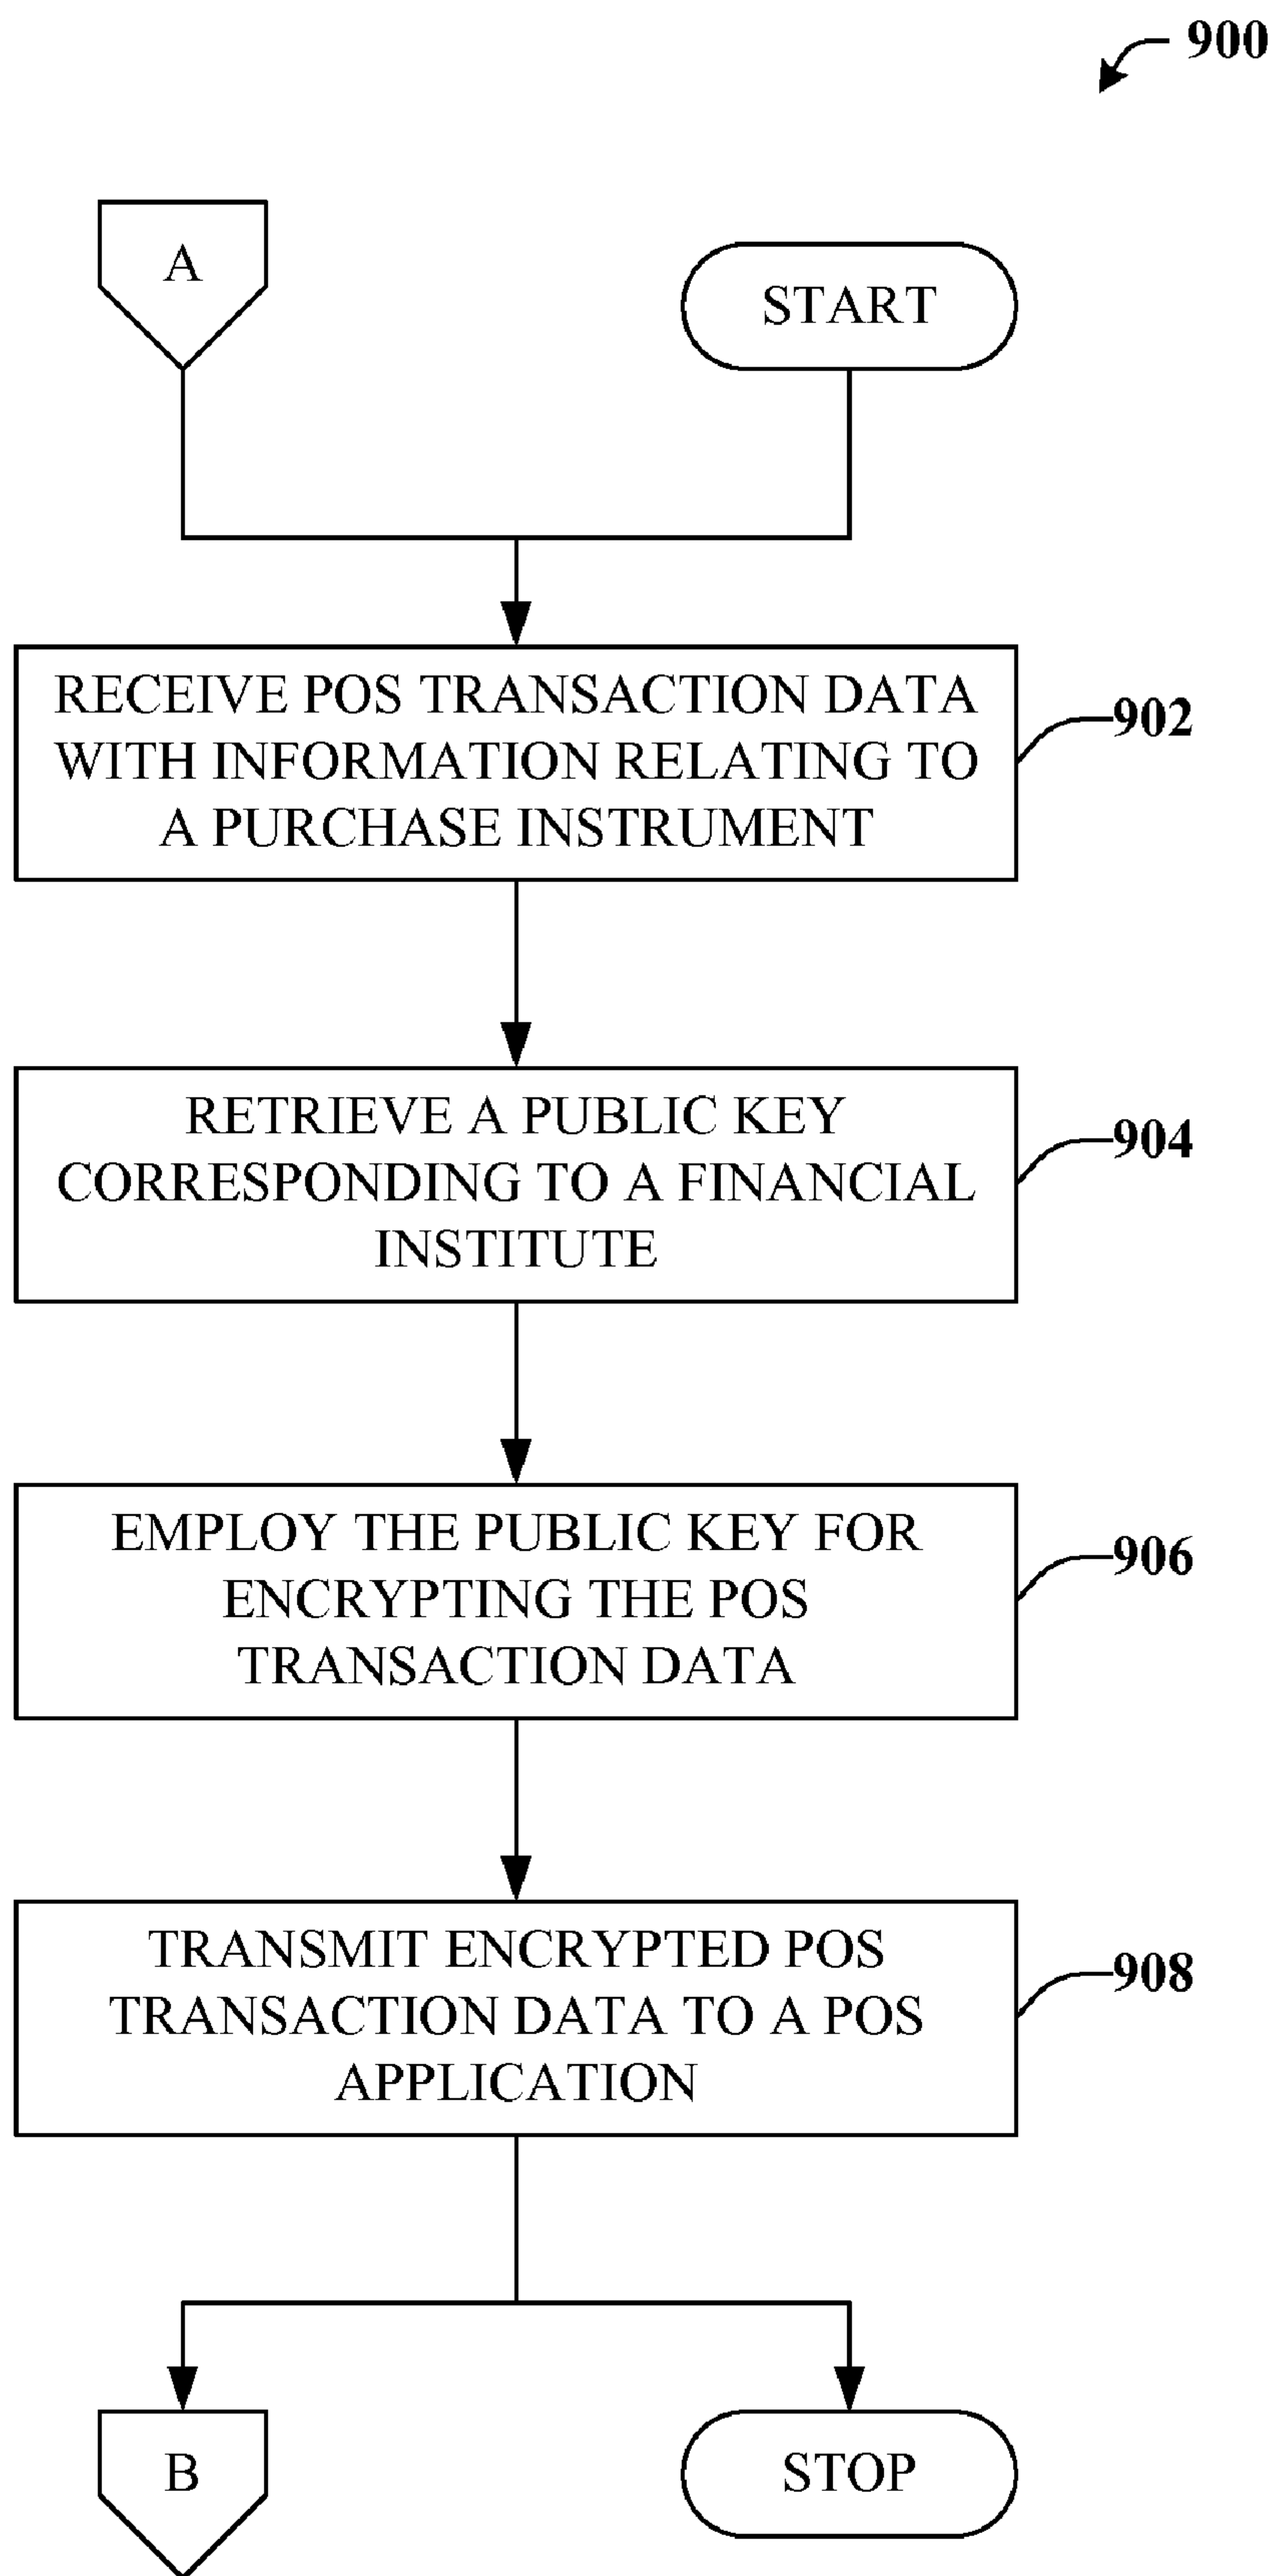 900
A
START
RECEIVE POS TRANSACTION DATA
WITH INFORMATION RELATING TO
A PURCHASE INSTRUMENT
902
RETRIEVE A PUBLIC KEY
CORRESPONDING TO A FINANCIAL
INSTITUTE
904
EMPLOY THE PUBLIC KEY FOR
ENCRYPTING THE POS
TRANSACTION DATA
906
TRANSMIT ENCRYPTED POS
TRANSACTION DATA TO A POS
APPLICATION
908
B
STOP